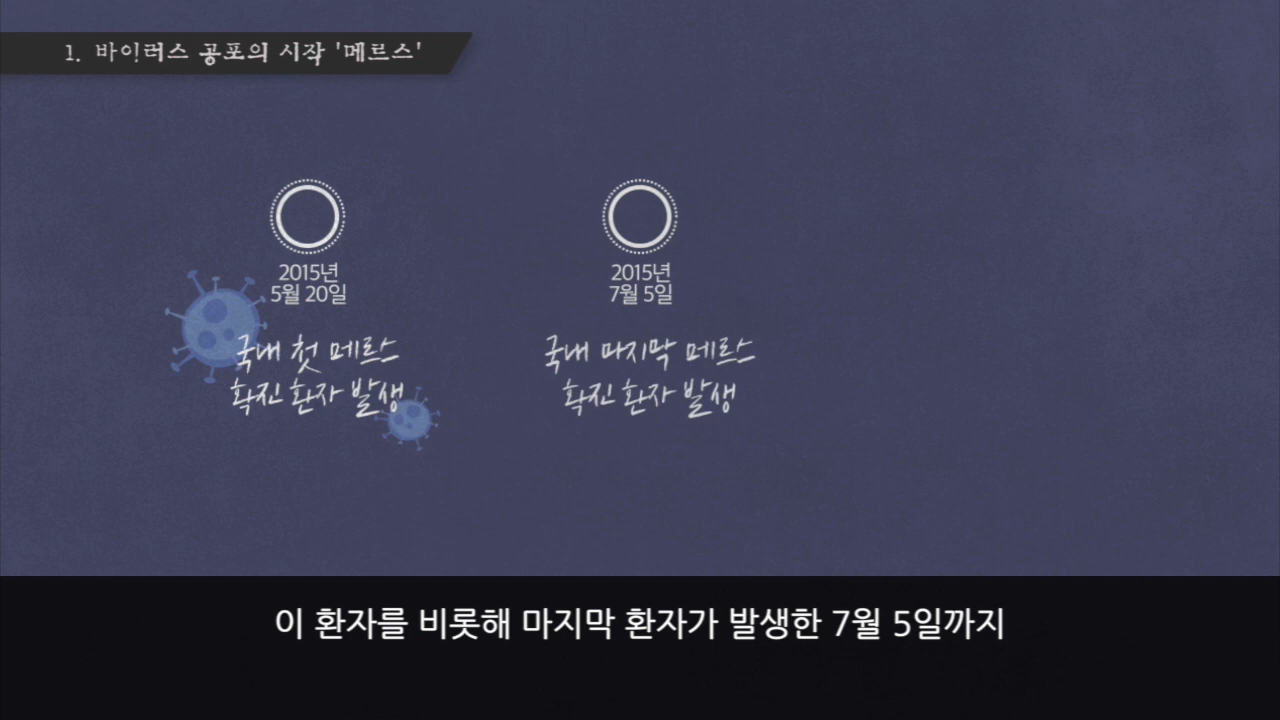 1. 바이러스 공포의 시작 '메르스'
2015년
5월 20일
국내 첫 메르스
확진 환자 발생
2015년
7월 5일
국내 마지막 메르스
확진 환자 발생
이 환자를 비롯해 마지막 환자가 발생한 7월 5일까지